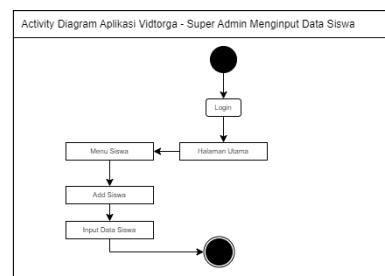 Activity Diagram Aplikasi Vidtorga - Super Admin Menginput Data Siswa
Login
Halaman Utama
Menu Siswa
Add Siswa
Input Data Siswa